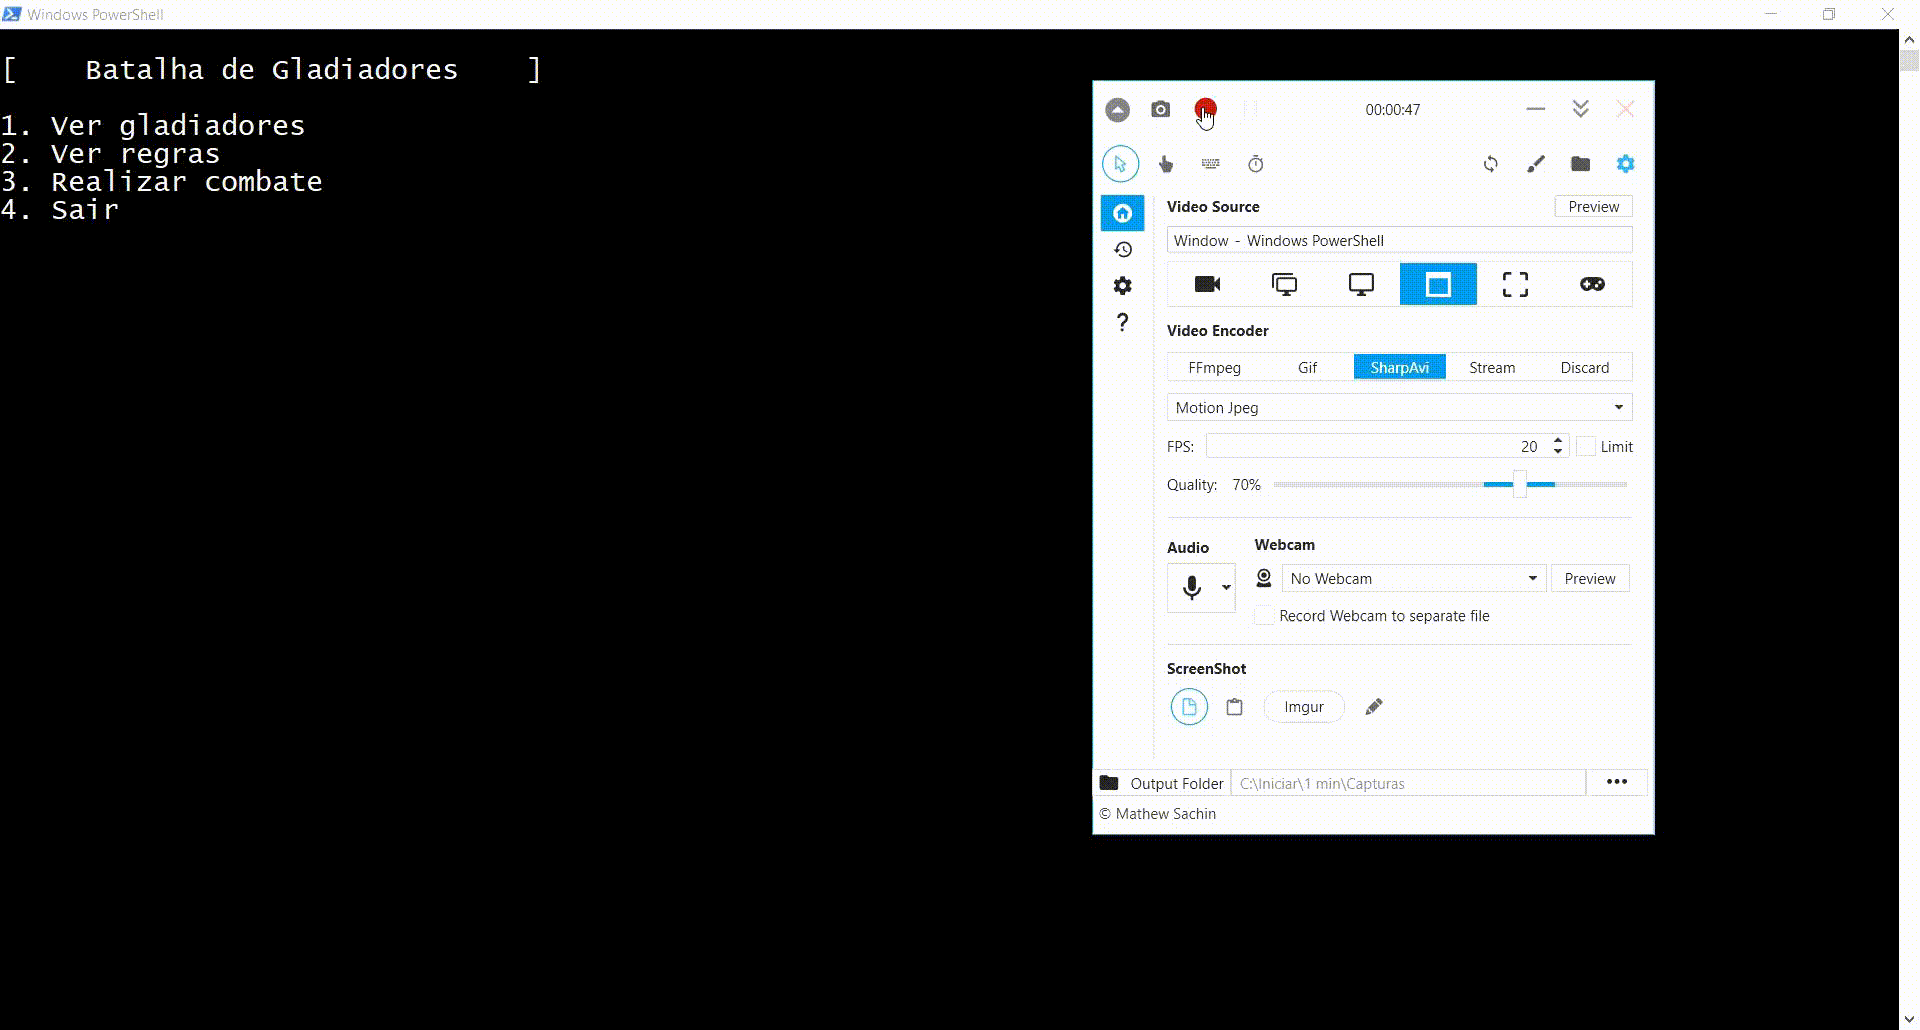 Windows PowerShell
[    Batalha de Gladiadores    ]
1. Ver gladiadores
2. Ver regras
3. Realizar combate
4. Sair
00:00:47
Video Source
Preview
Window - Windows PowerShell
Video Encoder
FFmpeg Gif SharpAvi Stream Discard
Motion Jpeg
FPS: 20 Limit
Quality: 70%
Audio
Webcam
No Webcam
Preview
Record Webcam to separate file
ScreenShot
Imgur
Output Folder C:\Iniciar\1 min\Capturas
© Mathew Sachin